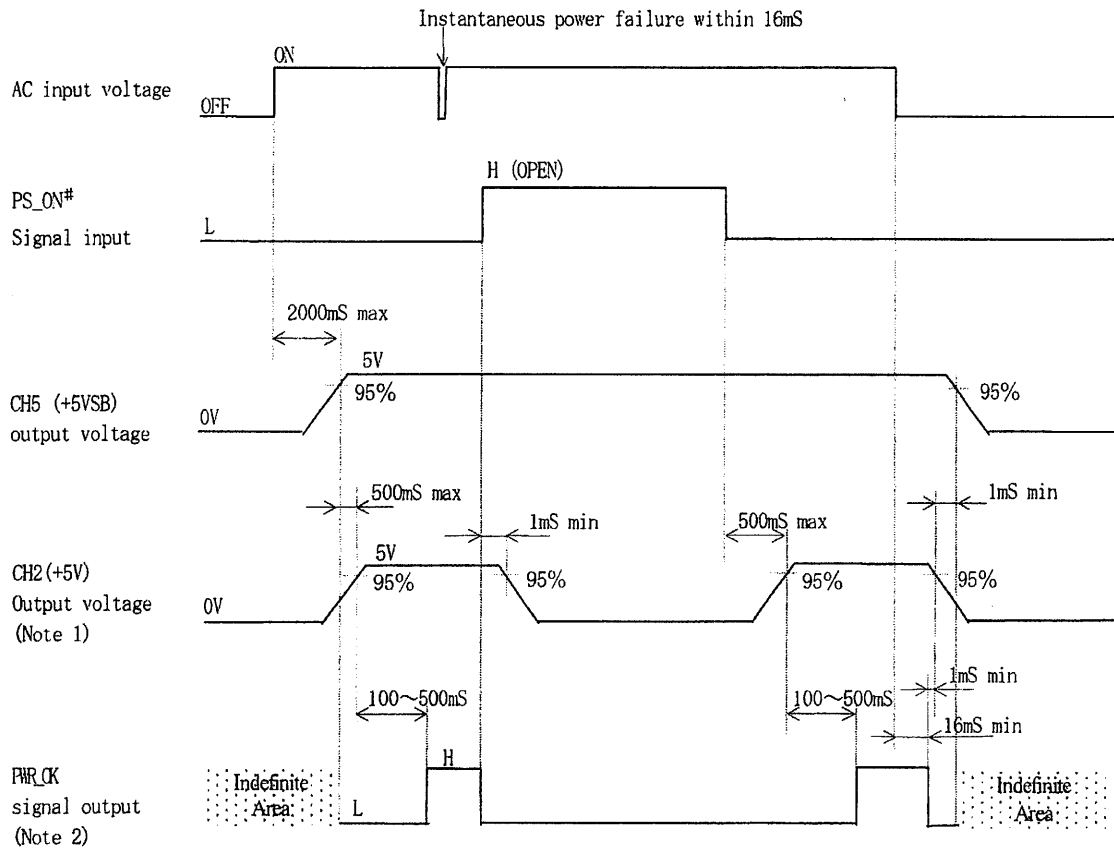 Instantaneous power failure within 16mS
ON
AC input voltage
OFF
H (OPEN)
PS_ON#
L
Signal input
2000mS max
5V
95%
95%
CH5 (+5VSB)
0V
output voltage
500mS max
1mS min
1mS min
500mS max
5V
CH2(+5V)
95%
95%
95%
95%
Output voltage
0V
(Note 1)
1mS min
100~500mS
100~500mS
16mS min
H
PWR_OK
Indefinite
Area
Indefinite
Area
signal output
L
(Note 2)